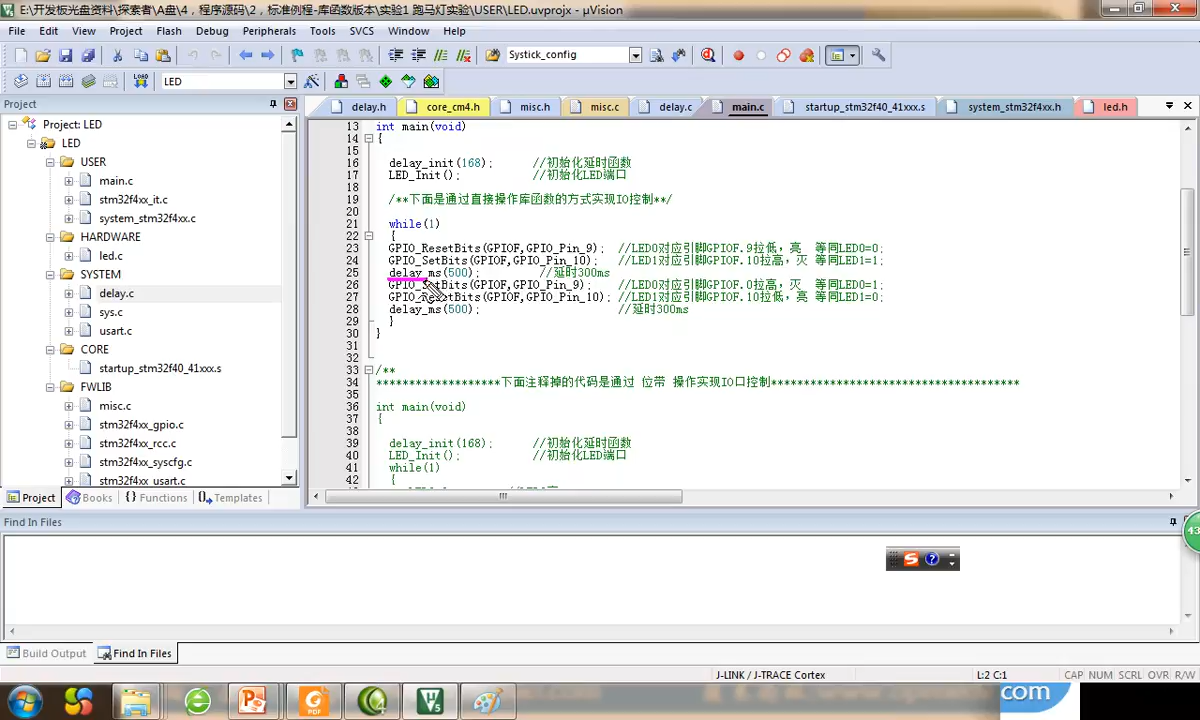 E:\开发板光盘资料\探索者\A盘\4，程序源码\2，标准例程-库函数版本\实验1 跑马灯实验\USER\LED.uvprojx - µVision
File Edit View Project Flash Debug Peripherals Tools SVCS Window Help
Systick_config
LOAD LED
Project
delay.h core_cm4.h misc.h misc.c delay.c main.c startup_stm32f40_41xxx.s system_stm32f4xx.h led.h
Project: LED
LED
USER
main.c
stm32f4xx_it.c
system_stm32f4xx.c
HARDWARE
led.c
SYSTEM
delay.c
sys.c
usart.c
CORE
startup_stm32f40_41xxx.s
FWLIB
misc.c
stm32f4xx_gpio.c
stm32f4xx_rcc.c
stm32f4xx_syscfg.c
stm32f4xx_usart.c
Project Books Functions Templates
13 int main(void)
14 {
15
16 delay_init(168); //初始化延时函数
17 LED_Init(); //初始化LED端口
18
19 /**下面是通过直接操作库函数的方式实现IO控制**/
20
21 while(1)
22 {
23 GPIO_ResetBits(GPIOF,GPIO_Pin_9); //LED0对应引脚GPIOF.9拉低，亮 等同LED0=0;
24 GPIO_SetBits(GPIOF,GPIO_Pin_10); //LED1对应引脚GPIOF.10拉高，灭 等同LED1=1;
25 delay_ms(500); //延时300ms
26 GPIO_SetBits(GPIOF,GPIO_Pin_9); //LED0对应引脚GPIOF.0拉高，灭 等同LED0=1;
27 GPIO_ResetBits(GPIOF,GPIO_Pin_10); //LED1对应引脚GPIOF.10拉低，亮 等同LED1=0;
28 delay_ms(500); //延时300ms
29 }
30 }
31
32
33 /**
34 *******************下面注释掉的代码是通过 位带 操作实现IO口控制**************************************
35
36 int main(void)
37 {
38
39 delay_init(168); //初始化延时函数
40 LED_Init(); //初始化LED端口
41 while(1)
42 {
Find In Files
43
Build Output Find In Files
J-LINK / J-TRACE Cortex L:2 C:1 CAP NUM SCRL OVR R/W
com